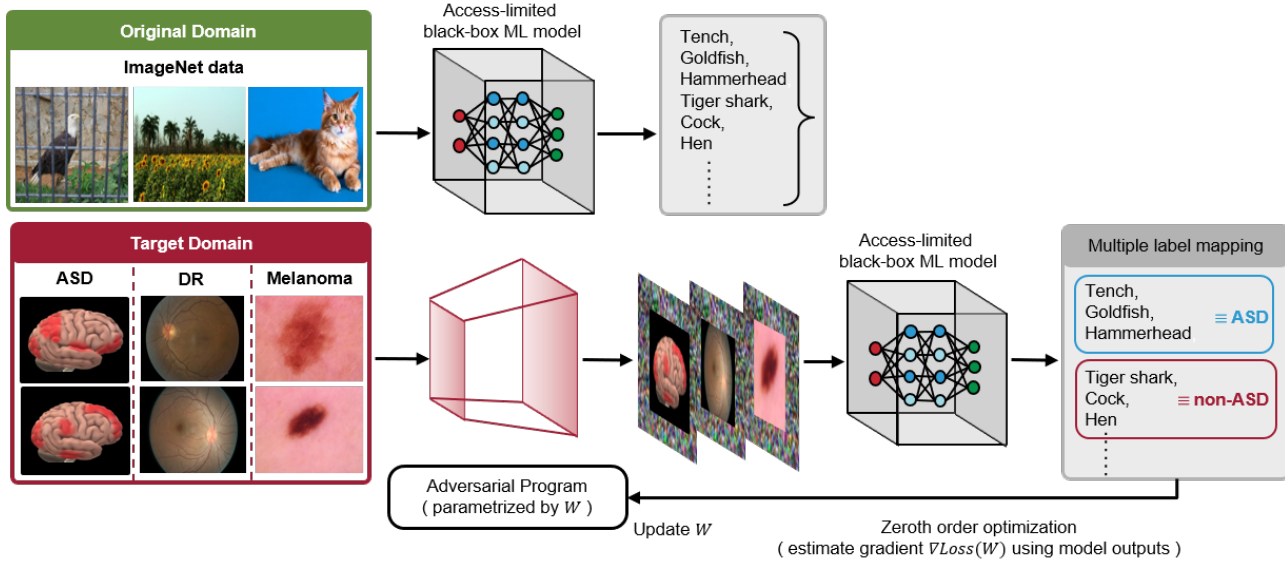 Original Domain
ImageNet data
Access-limited
black-box ML model
Tench,
Goldfish,
Hammerhead,
Tiger shark,
Cock,
Hen
Target Domain
ASD
DR
Melanoma
Access-limited
black-box ML model
Multiple label mapping
Tench,
Goldfish,
Hammerhead,
≡ ASD
Tiger shark,
Cock,
Hen
≡ non-ASD
Adversarial Program
( parametrized by W )
Update W
Zeroth order optimization
( estimate gradient ∇Loss(W) using model outputs )